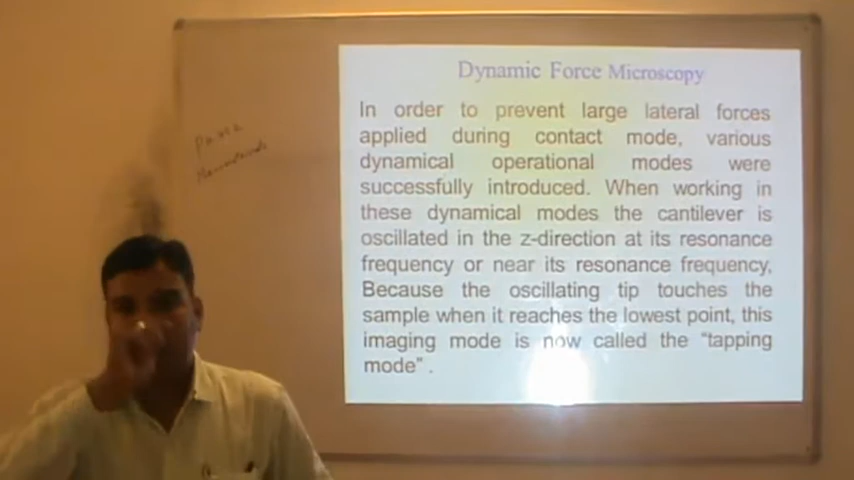 Dynamic Force Microscopy
In order to prevent large lateral forces
applied during contact mode, various
dynamical operational modes were
successfully introduced. When working in
these dynamical modes the cantilever is
oscillated in the z-direction at its resonance
frequency or near its resonance frequency.
Because the oscillating tip touches the
sample when it reaches the lowest point, this
imaging mode is now called the “tapping
mode” .